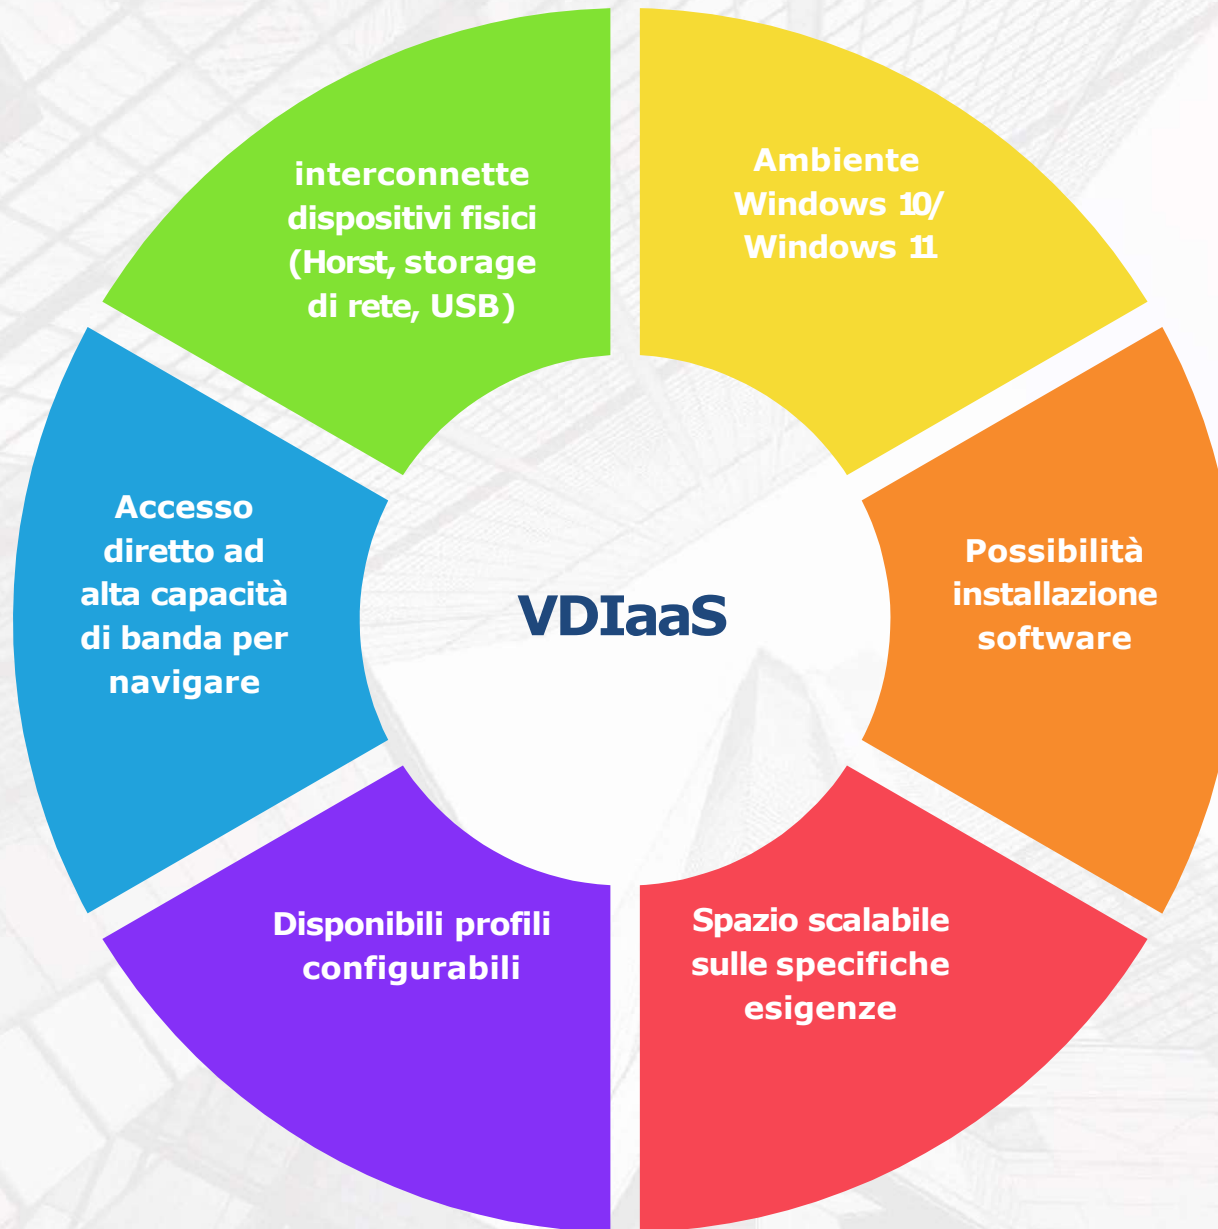 interconnette
dispositivi fisici
(Horst, storage
di rete, USB)
Ambiente
Windows 10/
Windows 11
Accesso
diretto ad
alta capacità
di banda per
navigare
VDIaaS
Possibilità
installazione
software
Disponibili profili
configurabili
Spazio scalabile
sulle specifiche
esigenze